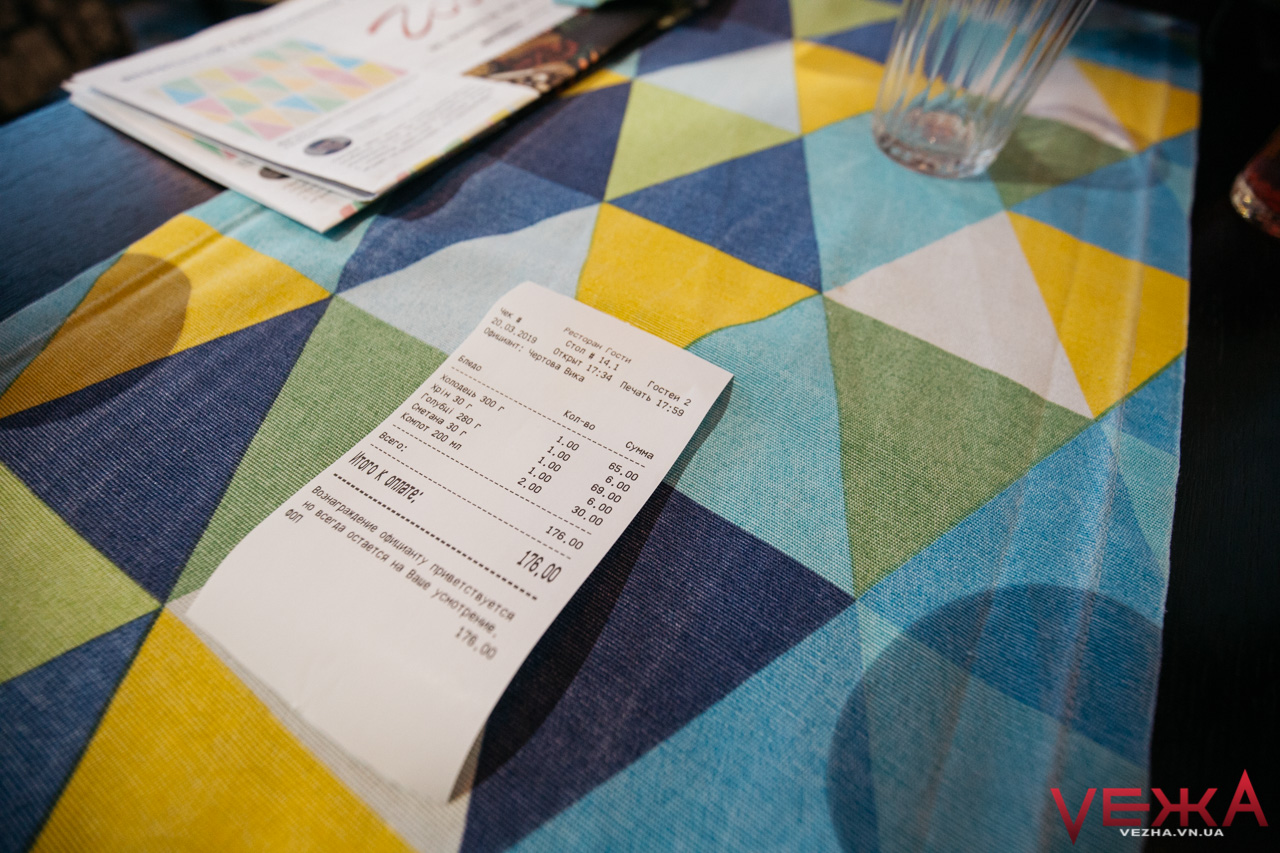 Чек #
Ресторан Гости
20.03.2019 Стол # 14.1 Гостей 2
Открыт 17:34 Печать 17:59
Официант: Чертова Вика
Блюдо Кол-во Сумма
Холодець 300 г 1.00 65.00
Хрін 30 г 1.00 6.00
Голубці 280 г 1.00 69.00
Сметана 30 г 1.00 6.00
Компот 200 мл 2.00 30.00
Всего: 176.00
Итого к оплате: 176,00
Вознаграждение официанту приветствуется
но всегда остается на Ваше усмотрение.
ФОП 176,00
VЕЖА
VEZHA.VN.UA